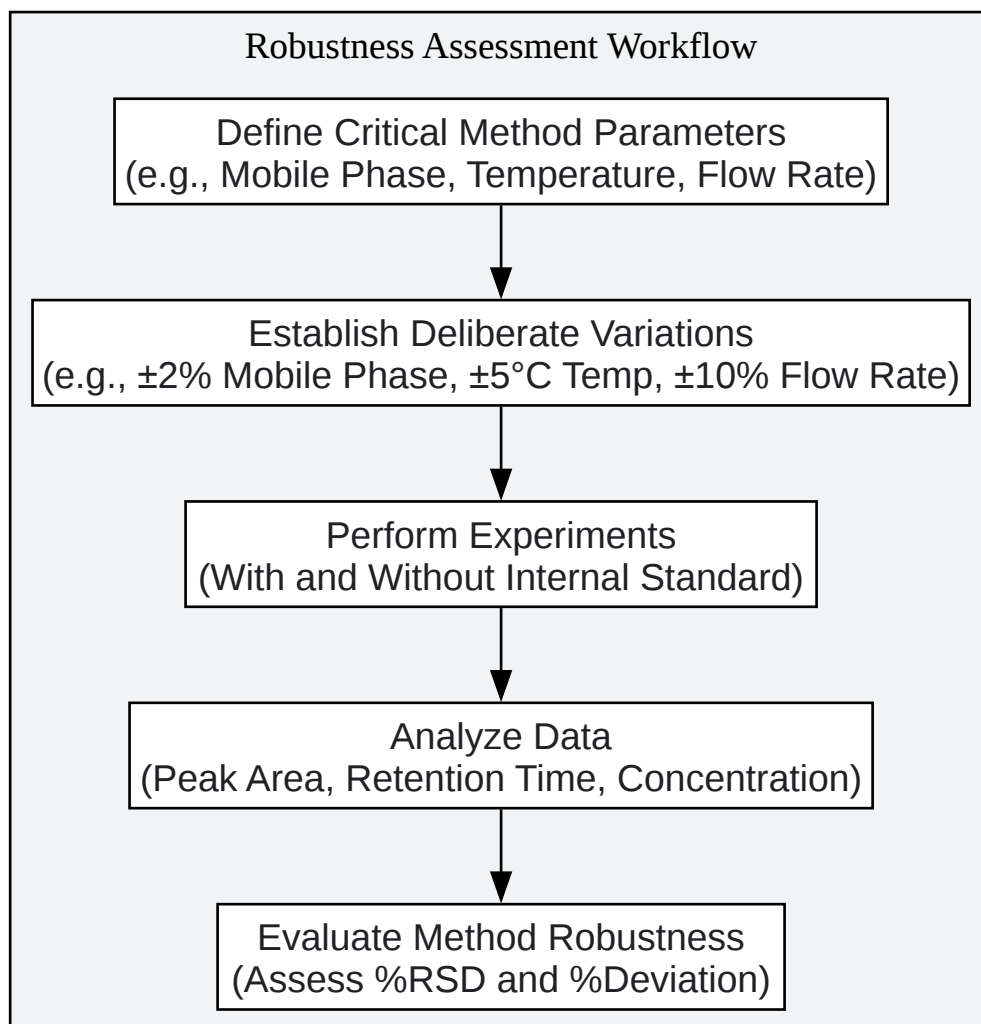 Robustness Assessment Workflow
Define Critical Method Parameters
(e.g., Mobile Phase, Temperature, Flow Rate)
Establish Deliberate Variations
(e.g., ±2% Mobile Phase, ±5°C Temp, ±10% Flow Rate)
Perform Experiments
(With and Without Internal Standard)
Analyze Data
(Peak Area, Retention Time, Concentration)
Evaluate Method Robustness
(Assess %RSD and %Deviation)